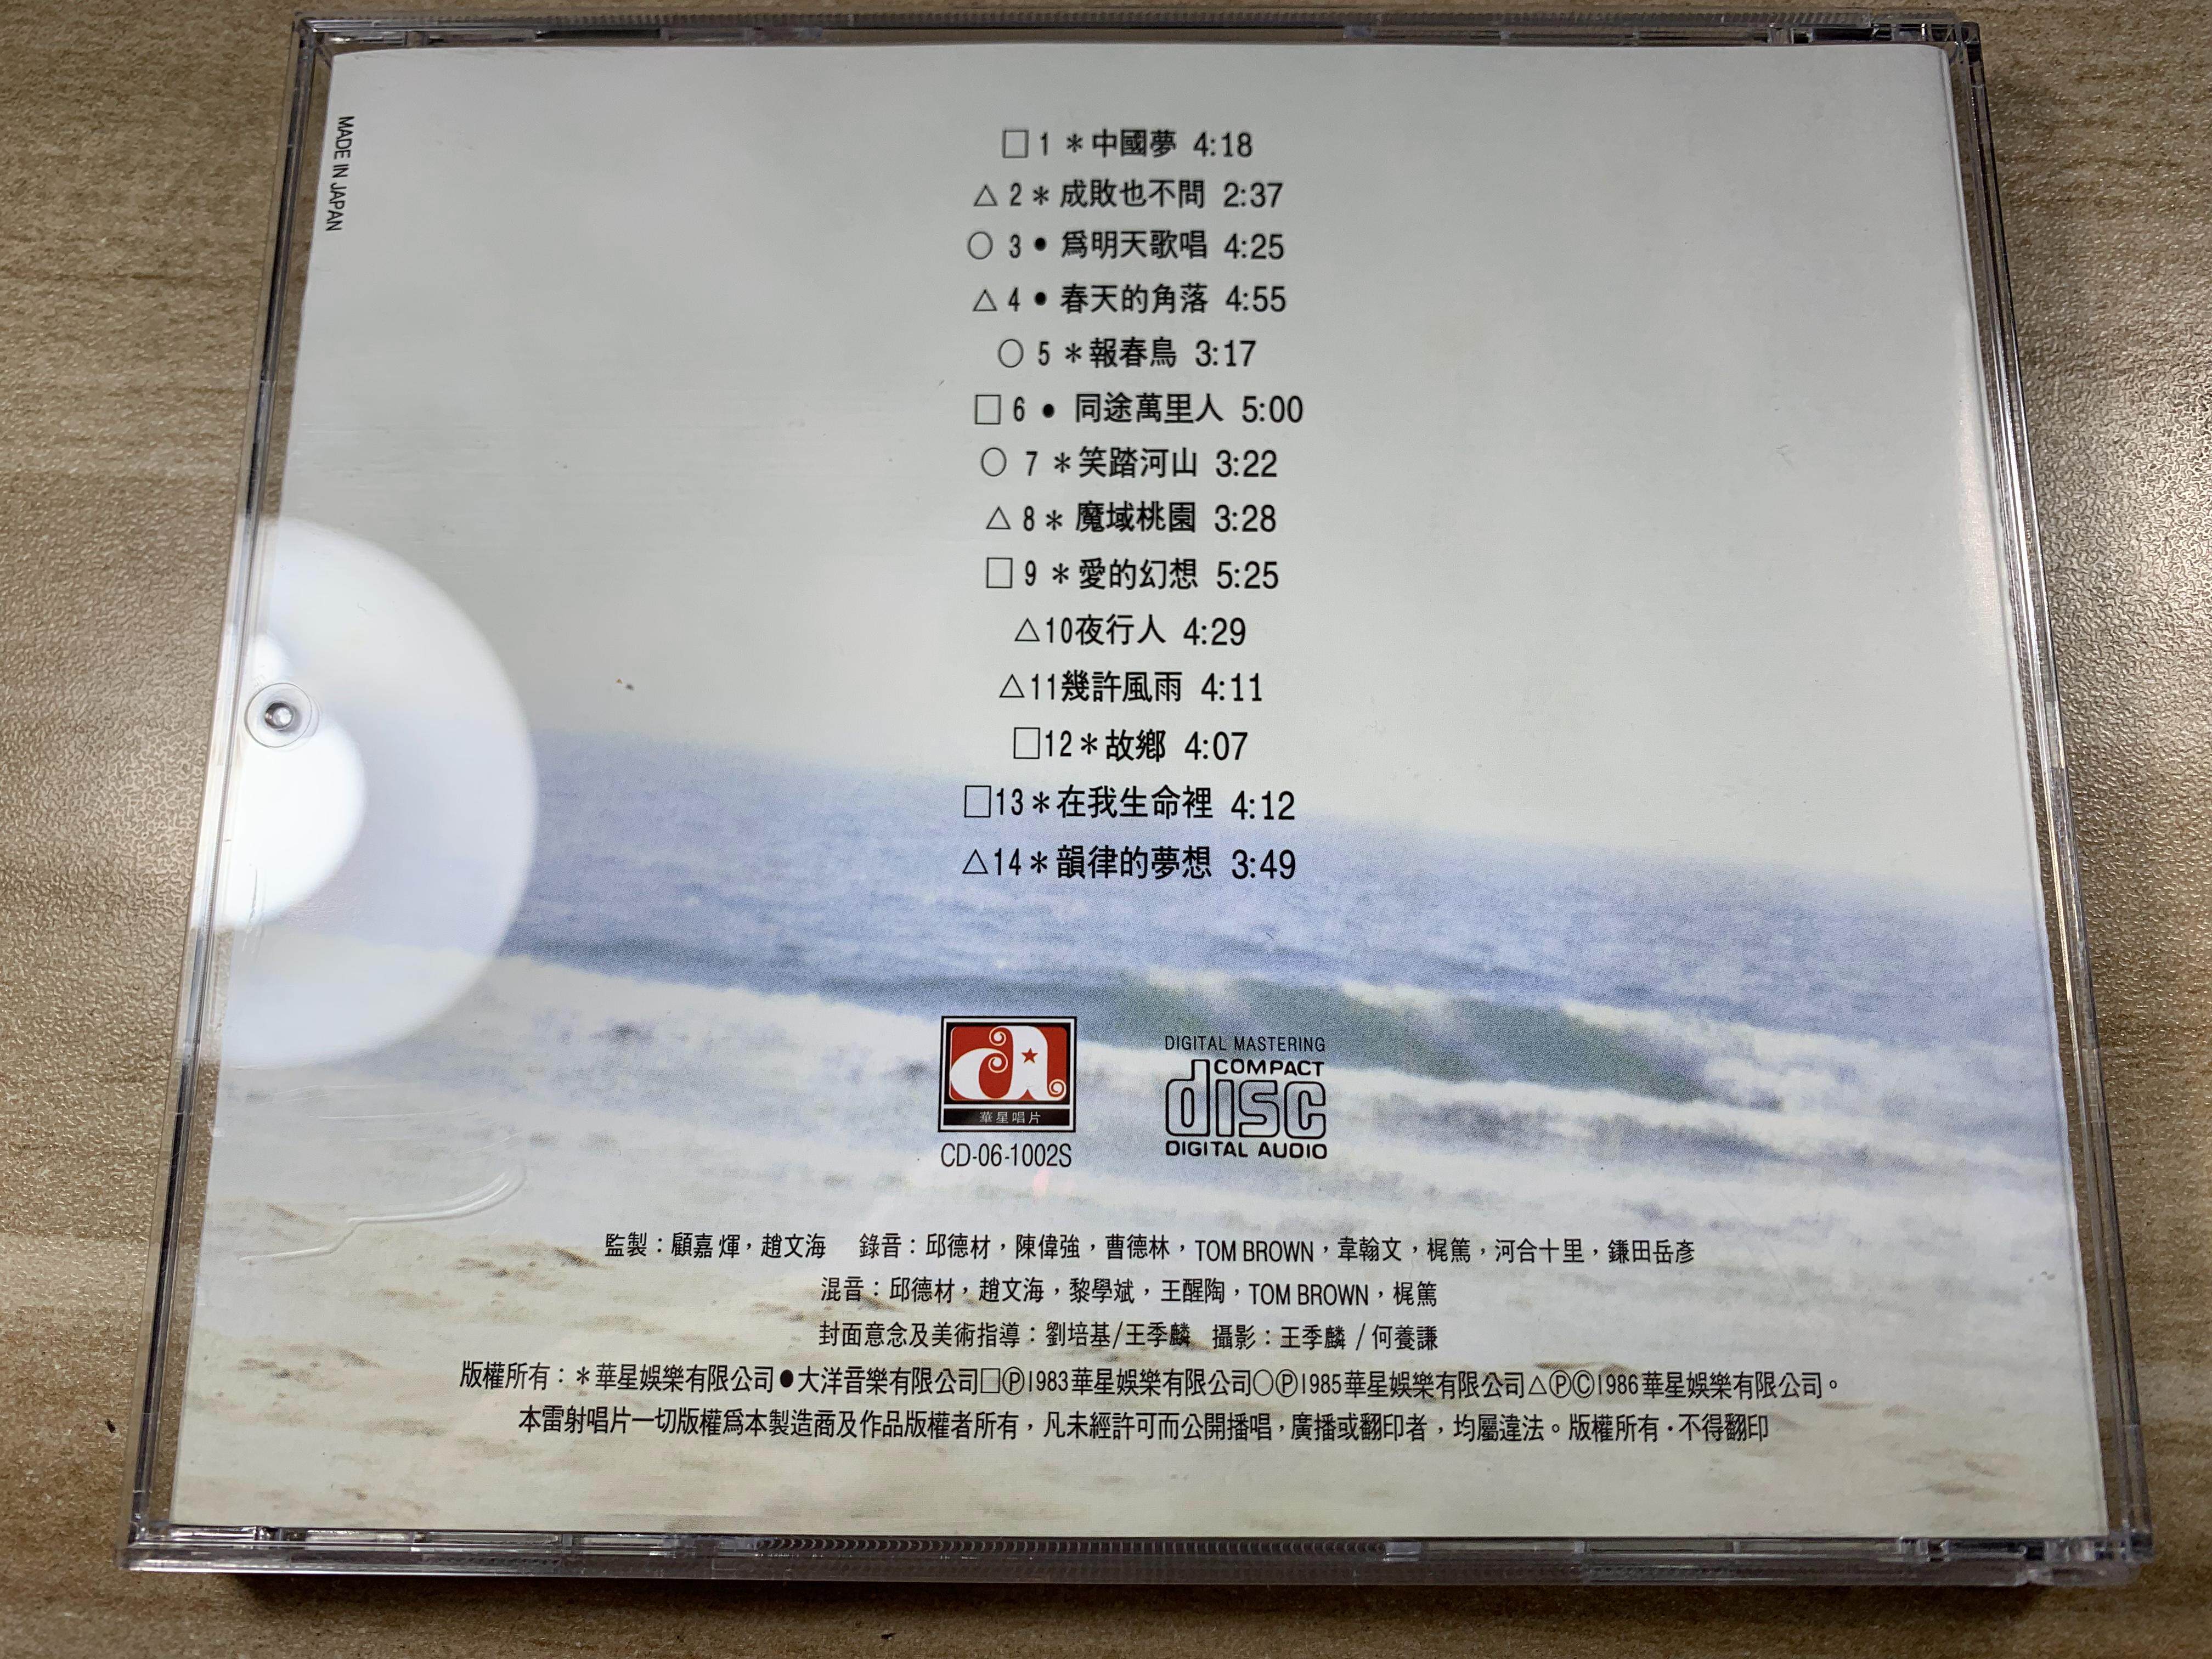 MADE IN JAPAN
□ 1 ＊中國夢 4:18
△ 2＊ 成敗也不問 2:37
○ 3 ● 爲明天歌唱 4:25
△ 4 ● 春天的角落 4:55
○ 5 ＊報春鳥 3:17
□ 6 ● 同途萬里人 5:00
○ 7 ＊笑踏河山 3:22
△ 8＊ 魔域桃園 3:28
□ 9 ＊愛的幻想 5:25
△10夜行人 4:29
△11幾許風雨 4:11
□12＊故鄉 4:07
□13＊在我生命裡 4:12
△14＊韻律的夢想 3:49
華星唱片
CD-06-1002S
DIGITAL MASTERING
COMPACT
disc
DIGITAL AUDIO
監製：顧嘉煇，趙文海 錄音：邱德材，陳偉強，曹德林，TOM BROWN，韋翰文，梶篤，河合十里，鎌田岳彥
混音：邱德材，趙文海，黎學斌，王醒陶，TOM BROWN，梶篤
封面意念及美術指導：劉培基/王季麟 攝影：王季麟 / 何養謙
版權所有：＊華星娛樂有限公司●大洋音樂有限公司□Ⓟ1983華星娛樂有限公司○Ⓟ1985華星娛樂有限公司△ⓅⒸ1986華星娛樂有限公司。
本雷射唱片一切版權爲本製造商及作品版權者所有，凡未經許可而公開播唱，廣播或翻印者，均屬違法。版權所有·不得翻印